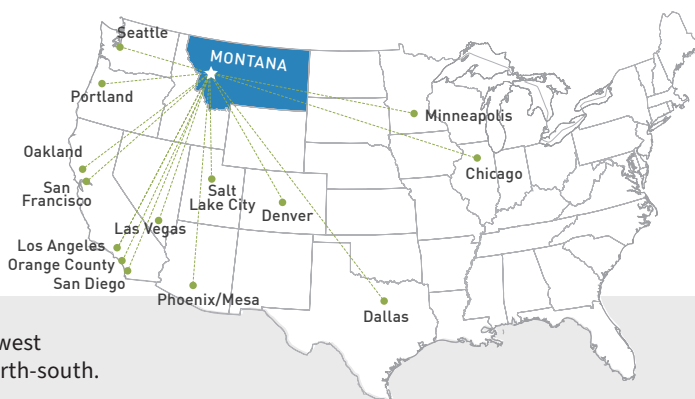 Seattle
MONTANA
Portland
Minneapolis
Oakland
Chicago
San
Francisco
Salt
Lake City
Denver
Las Vegas
Los Angeles
Orange County
San Diego
Phoenix/Mesa
Dallas
west
rth-south.